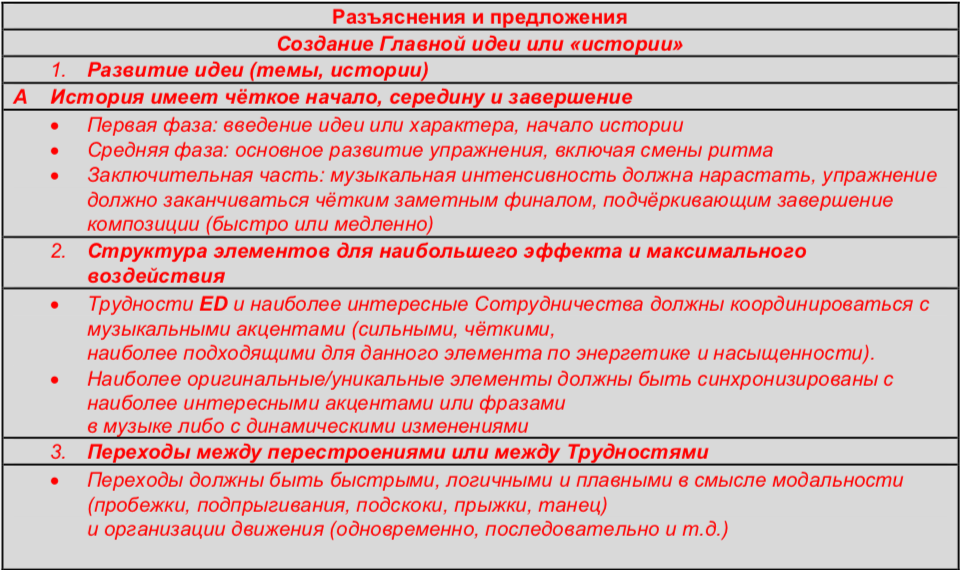 Разъяснения и предложения
Создание Главной идеи или «истории»
1. Развитие идеи (темы, истории)
А История имеет чёткое начало, середину и завершение
• Первая фаза: введение идеи или характера, начало истории
• Средняя фаза: основное развитие упражнения, включая смены ритма
• Заключительная часть: музыкальная интенсивность должна нарастать, упражнение
должно заканчиваться чётким заметным финалом, подчёркивающим завершение
композиции (быстро или медленно)
2. Структура элементов для наибольшего эффекта и максимального
воздействия
• Трудности ED и наиболее интересные Сотрудничества должны координироваться с
музыкальными акцентами (сильными, чёткими,
наиболее подходящими для данного элемента по энергетике и насыщенности).
• Наиболее оригинальные/уникальные элементы должны быть синхронизированы с
наиболее интересными акцентами или фразами
в музыке либо с динамическими изменениями
3. Переходы между перестроениями или между Трудностями
• Переходы должны быть быстрыми, логичными и плавными в смысле модальности
(пробежки, подпрыгивания, подскоки, прыжки, танец)
и организации движения (одновременно, последовательно и т.д.)